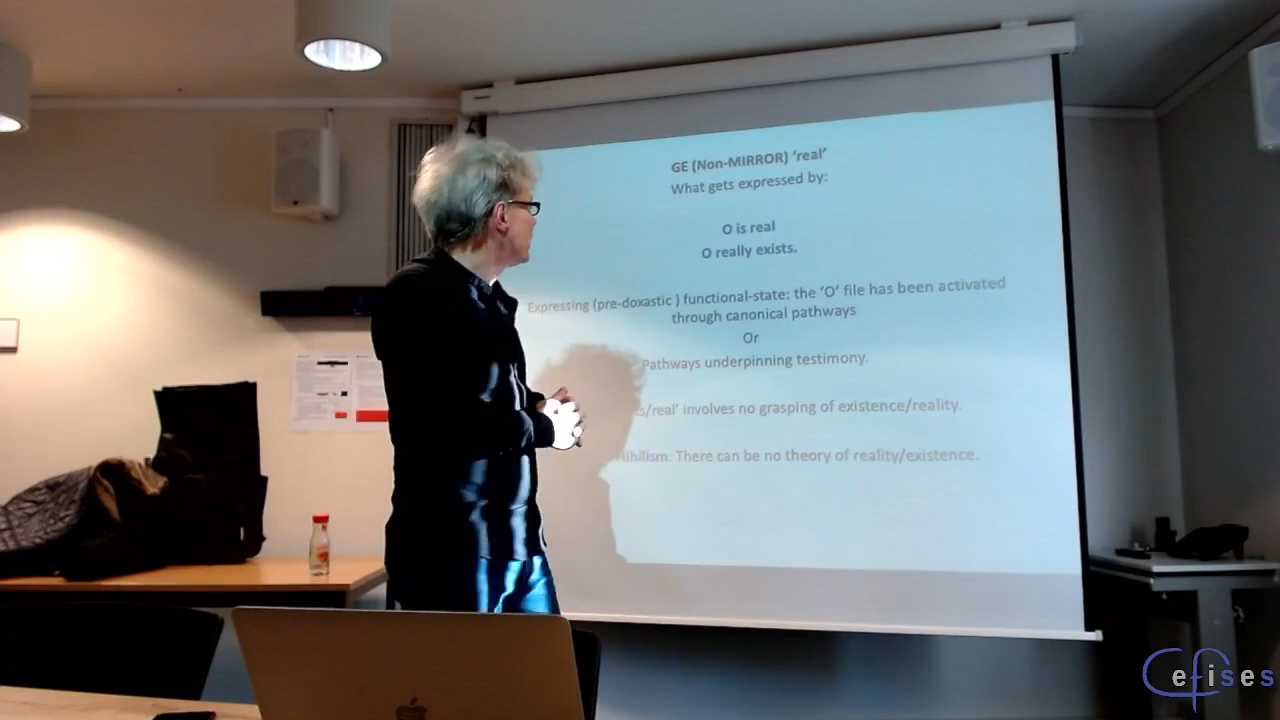 GE (Non-MIRROR) ‘real’
What gets expressed by:
O is real
O really exists.
Expressing (pre-doxastic ) functional-state: the ‘O’ file has been activated
through canonical pathways
Or
Pathways underpinning testimony.
involves no grasping of existence/reality.
There can be no theory of reality/existence.
efises